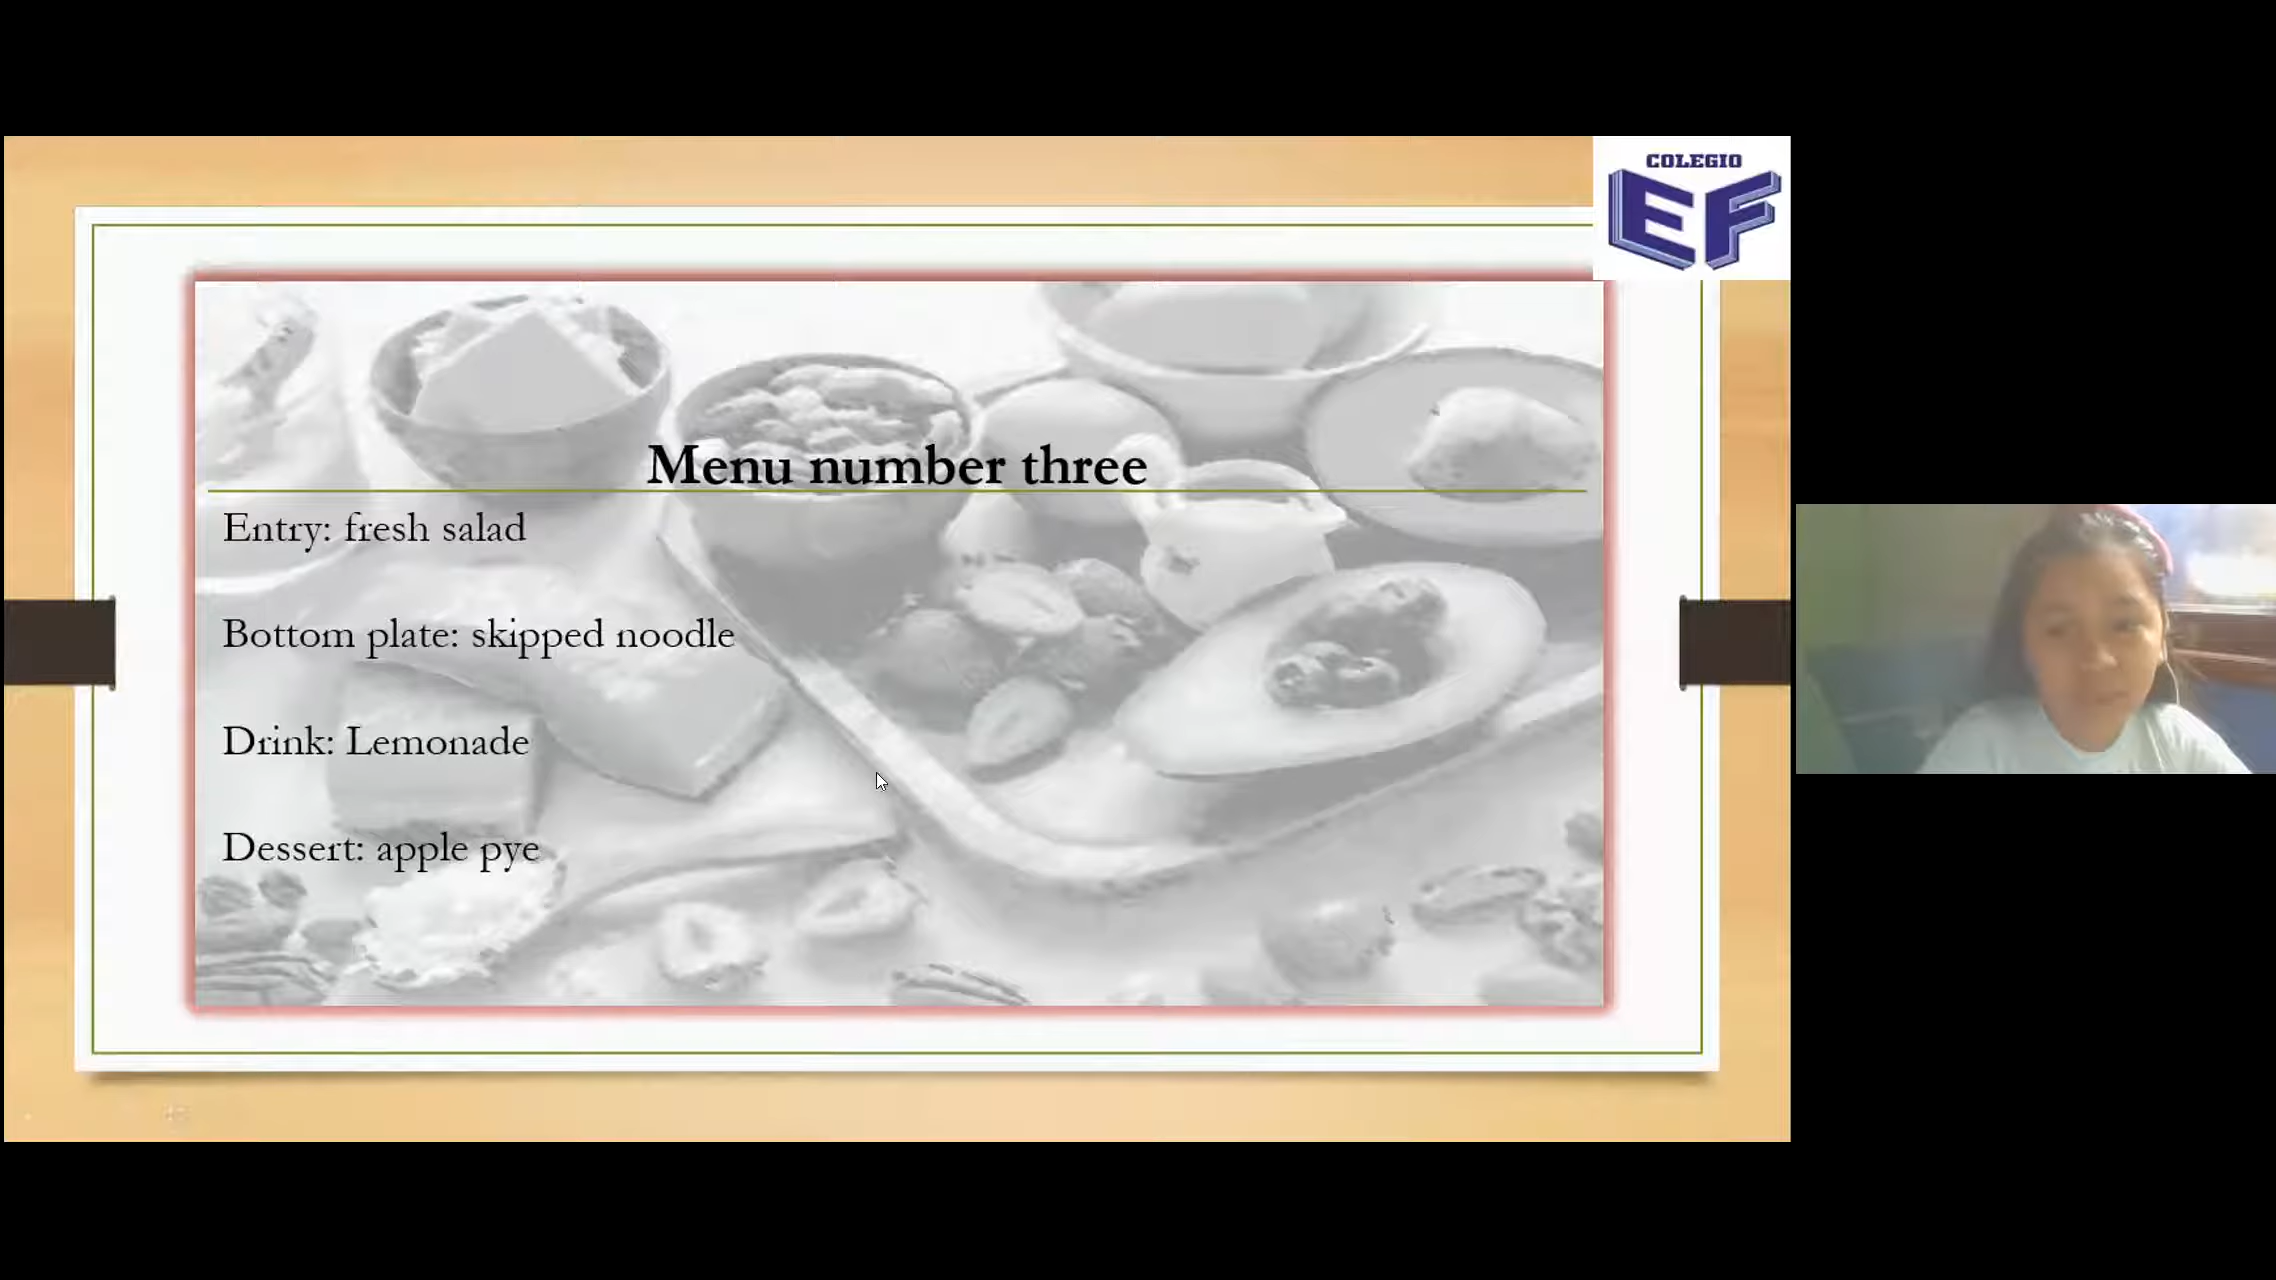 COLEGIO
EF
Menu number three
Entry: fresh salad
Bottom plate: skipped noodle
Drink: Lemonade
Dessert: apple pye